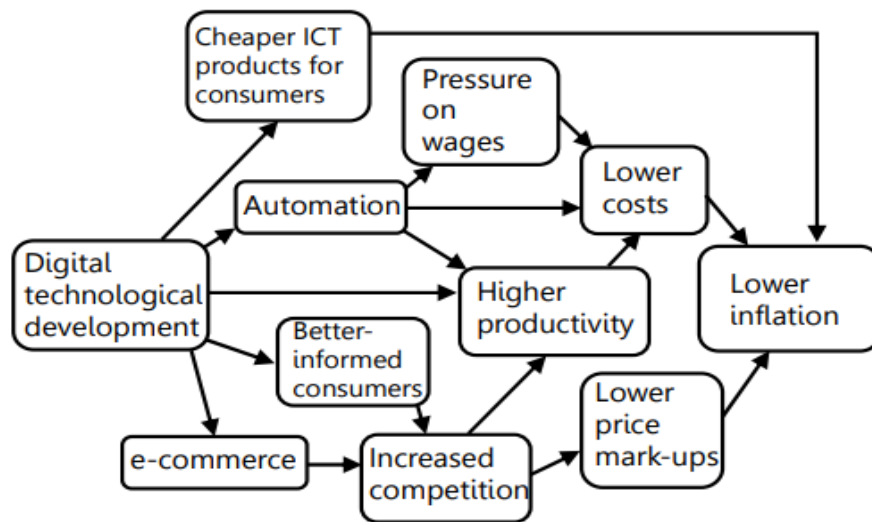 Cheaper ICT
products for
consumers
Pressure
on
wages
Automation
Lower
costs
Digital
technological
development
Higher
productivity
Lower
inflation
Better-
informed
consumers
Lower
price
mark-ups
e-commerce
Increased
competition